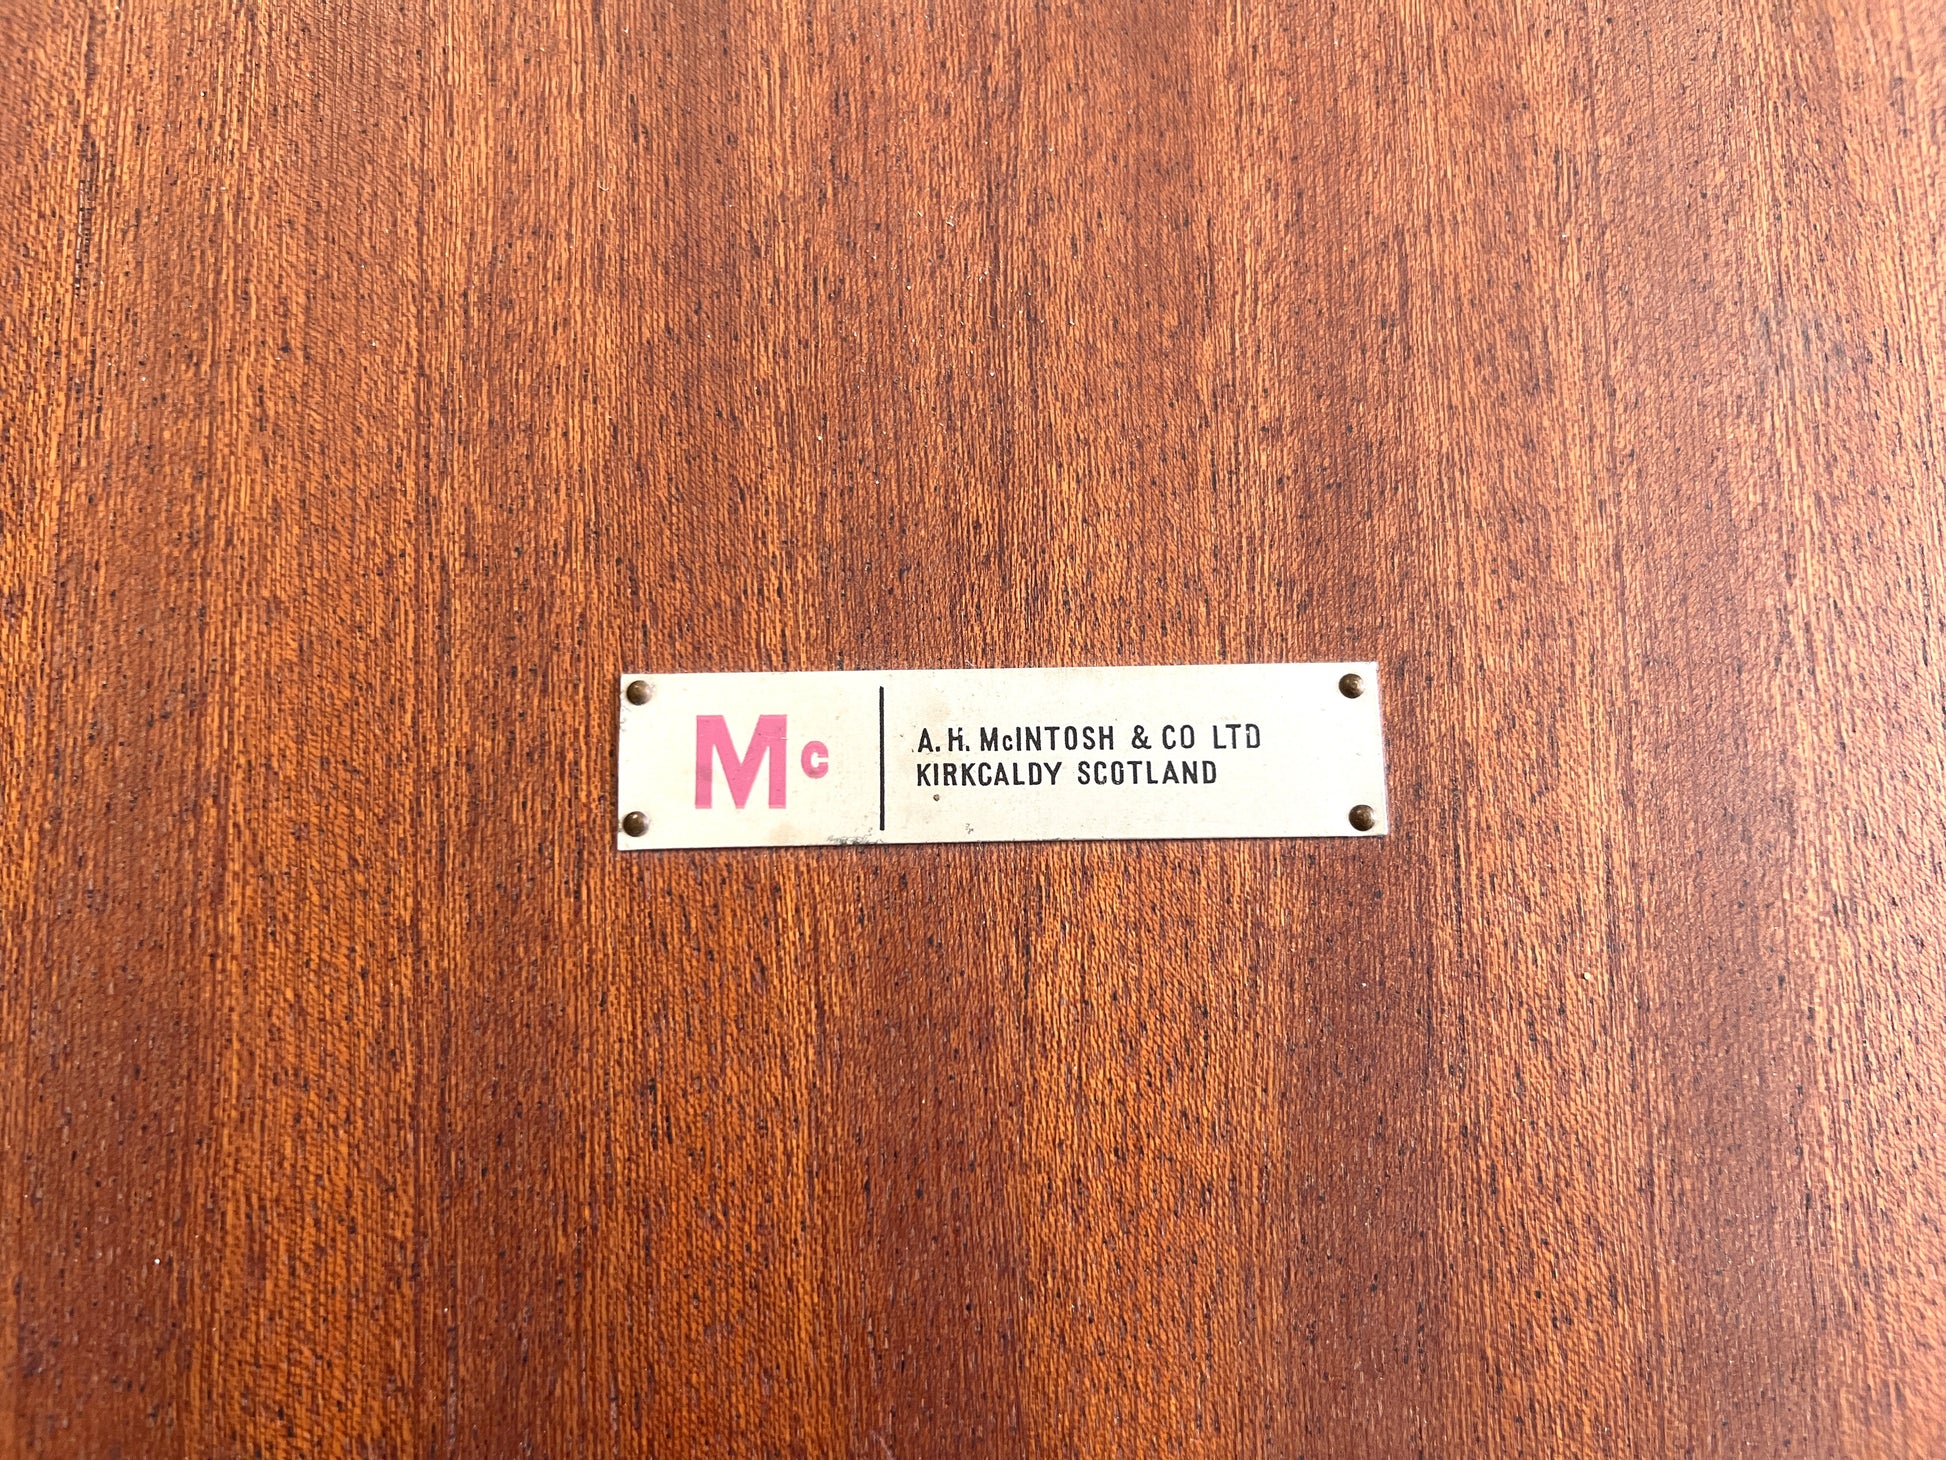 Mc
A. H. McINTOSH & CO LTD
KIRKCALDY SCOTLAND